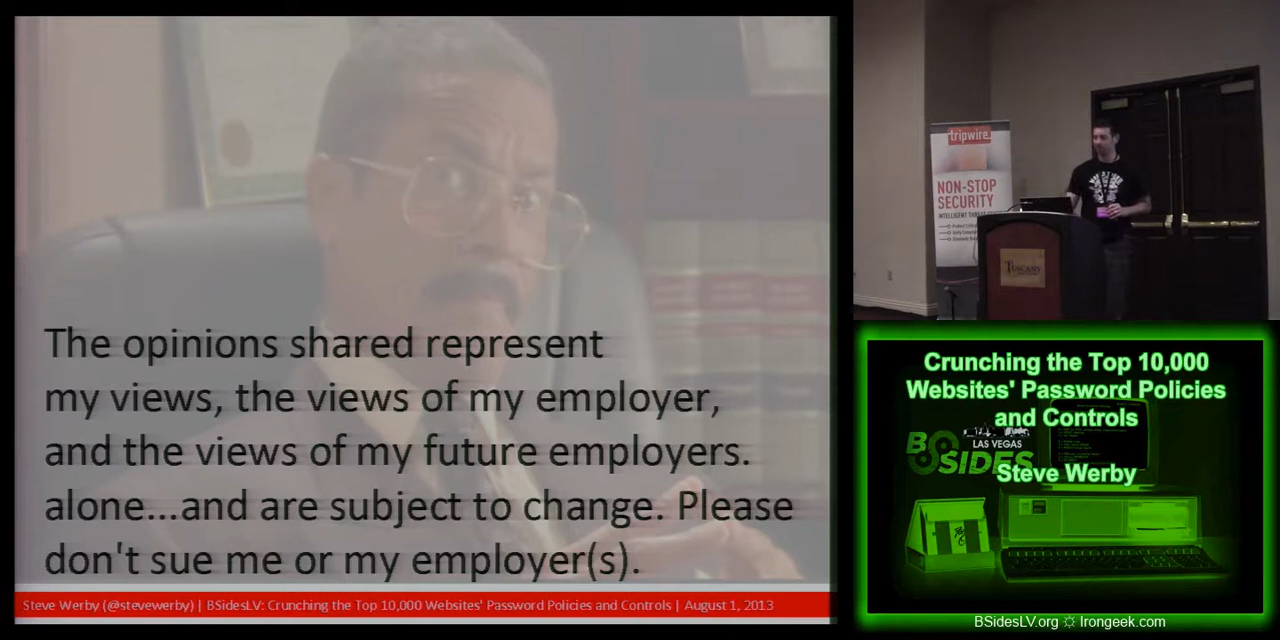 The opinions shared represent
my views, the views of my employer,
and the views of my future employers.
alone...and are subject to change. Please
don't sue me or my employer(s).
Steve Werby (@stevewerby) | BSidesLV: Crunching the Top 10,000 Websites' Password Policies and Controls | August 1, 2013
tripwire
NON-STOP
SECURITY
TUSCANY
Crunching the Top 10,000
Websites' Password Policies
and Controls
LAS VEGAS
BSIDES
Steve Werby
BSidesLV.org ☼ Irongeek.com